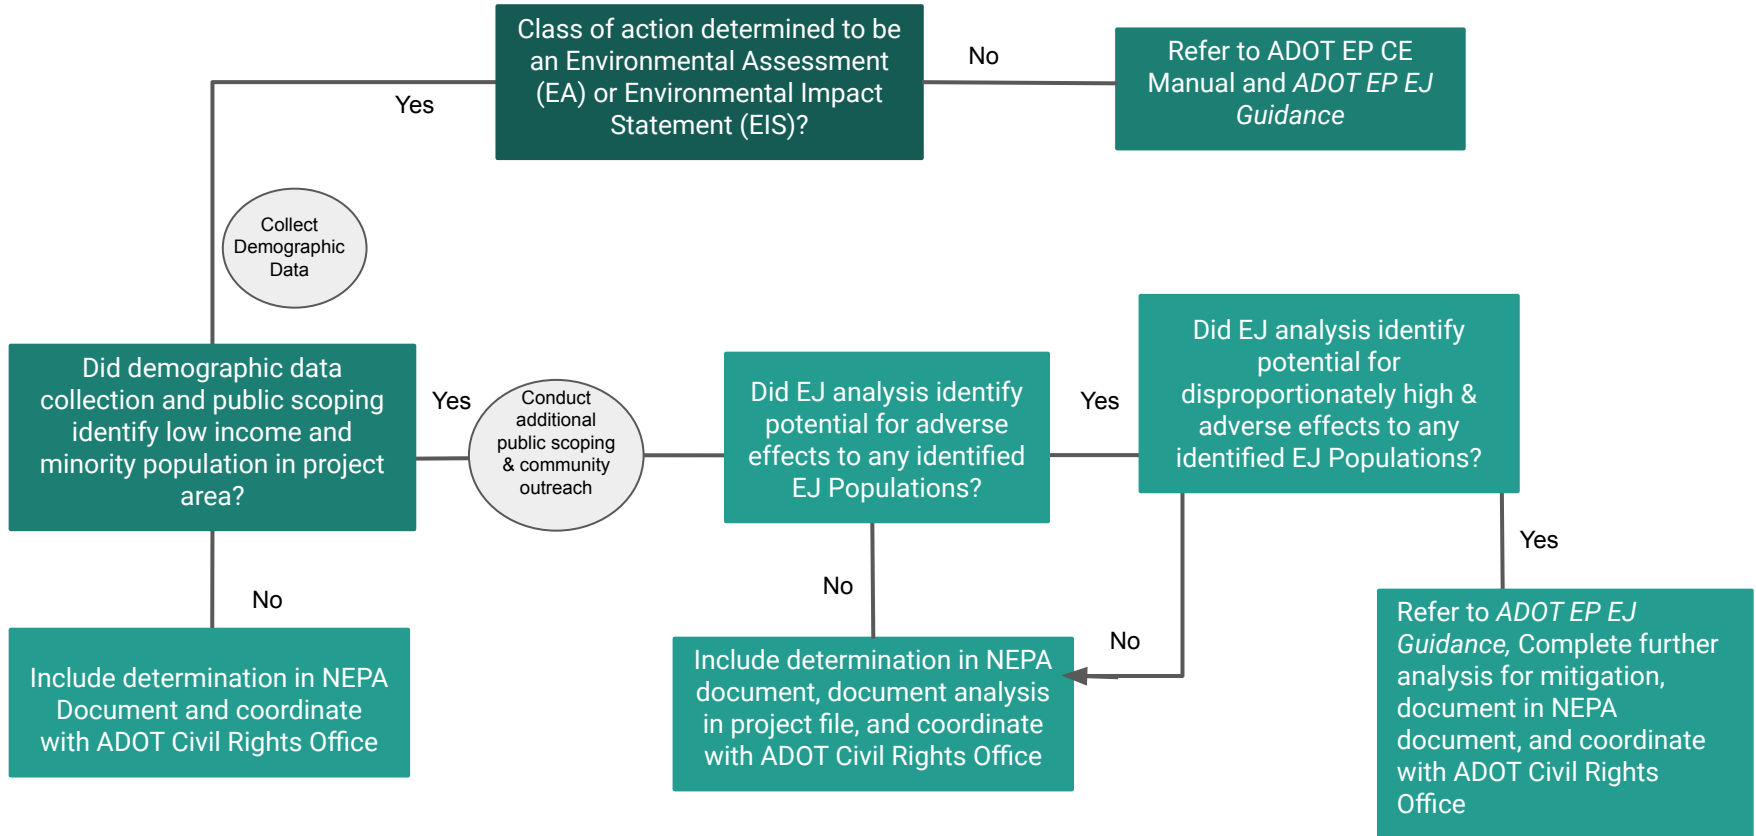 Class of action determined to be
an Environmental Assessment
(EA) or Environmental Impact
Statement (EIS)?
No
Refer to ADOT EP CE
Manual and ADOT EP EJ
Guidance
Yes
Collect
Demographic
Data
Did demographic data
collection and public scoping
identify low income and
minority population in project
area?
Yes
Conduct
additional
public scoping
& community
outreach
Did EJ analysis identify
potential for adverse
effects to any identified
EJ Populations?
Yes
Did EJ analysis identify
potential for
disproportionately high &
adverse effects to any
identified EJ Populations?
No
Include determination in NEPA
Document and coordinate
with ADOT Civil Rights Office
No
Include determination in NEPA
document, document analysis
in project file, and coordinate
with ADOT Civil Rights Office
No
Yes
Refer to ADOT EP EJ
Guidance, Complete further
analysis for mitigation,
document in NEPA
document, and coordinate
with ADOT Civil Rights
Office